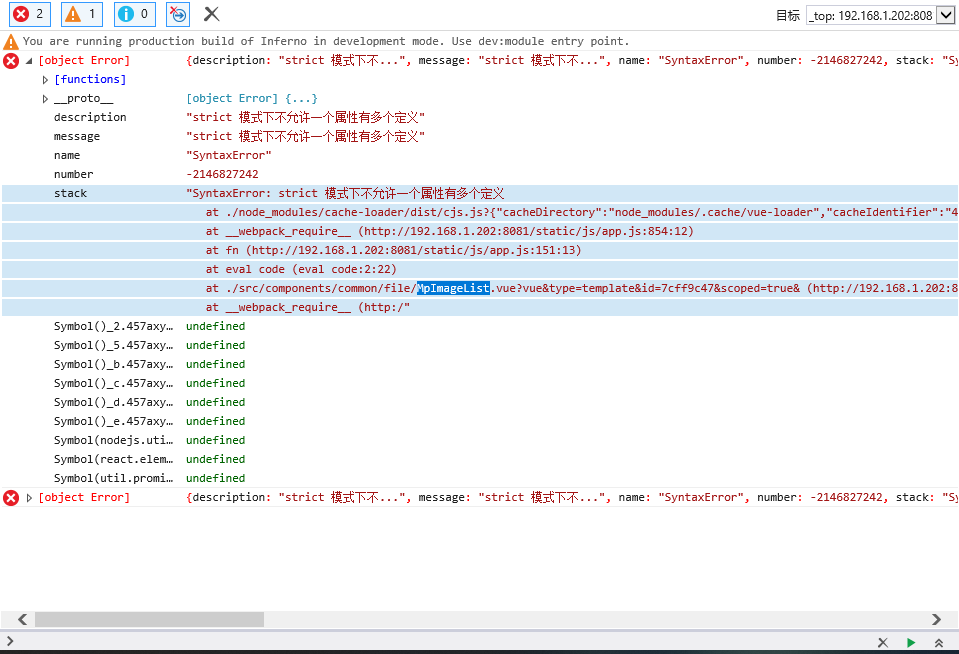 2 1 0 目标 _top: 192.168.1.202:808
You are running production build of Inferno in development mode. Use dev:module entry point.
[object Error] {description: "strict 模式下不...", message: "strict 模式下不...", name: "SyntaxError", number: -2146827242, stack: "Sy
[functions]
__proto__ [object Error] {...}
description "strict 模式下不允许一个属性有多个定义"
message "strict 模式下不允许一个属性有多个定义"
name "SyntaxError"
number -2146827242
stack "SyntaxError: strict 模式下不允许一个属性有多个定义
at ./node_modules/cache-loader/dist/cjs.js?{"cacheDirectory":"node_modules/.cache/vue-loader","cacheIdentifier":"4
at __webpack_require__ (http://192.168.1.202:8081/static/js/app.js:854:12)
at fn (http://192.168.1.202:8081/static/js/app.js:151:13)
at eval code (eval code:2:22)
at ./src/components/common/file/MpImageList.vue?vue&type=template&id=7cff9c47&scoped=true& (http://192.168.1.202:8
at __webpack_require__ (http:/"
Symbol()_2.457axy… undefined
Symbol()_5.457axy… undefined
Symbol()_b.457axy… undefined
Symbol()_c.457axy… undefined
Symbol()_d.457axy… undefined
Symbol()_e.457axy… undefined
Symbol(nodejs.uti… undefined
Symbol(react.elem… undefined
Symbol(util.promi… undefined
[object Error] {description: "strict 模式下不...", message: "strict 模式下不...", name: "SyntaxError", number: -2146827242, stack: "Sy